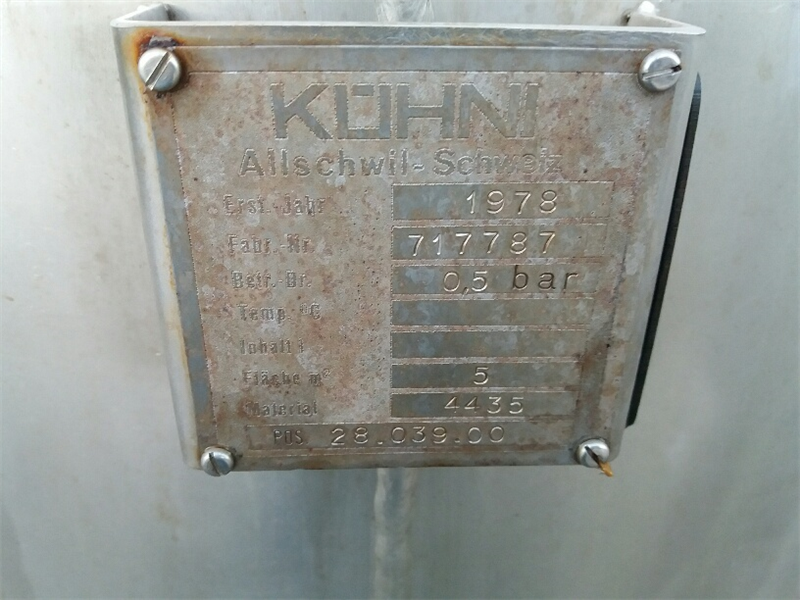 KÜHNI
Allschwil-Schweiz
Erst.-Jahr 1978
Fabr.-Nr 717787
Betr.-Dr. 0,5 bar
Temp. °C
Inhalt l
Fläche m² 5
Material 4435
POS. 28.039.00